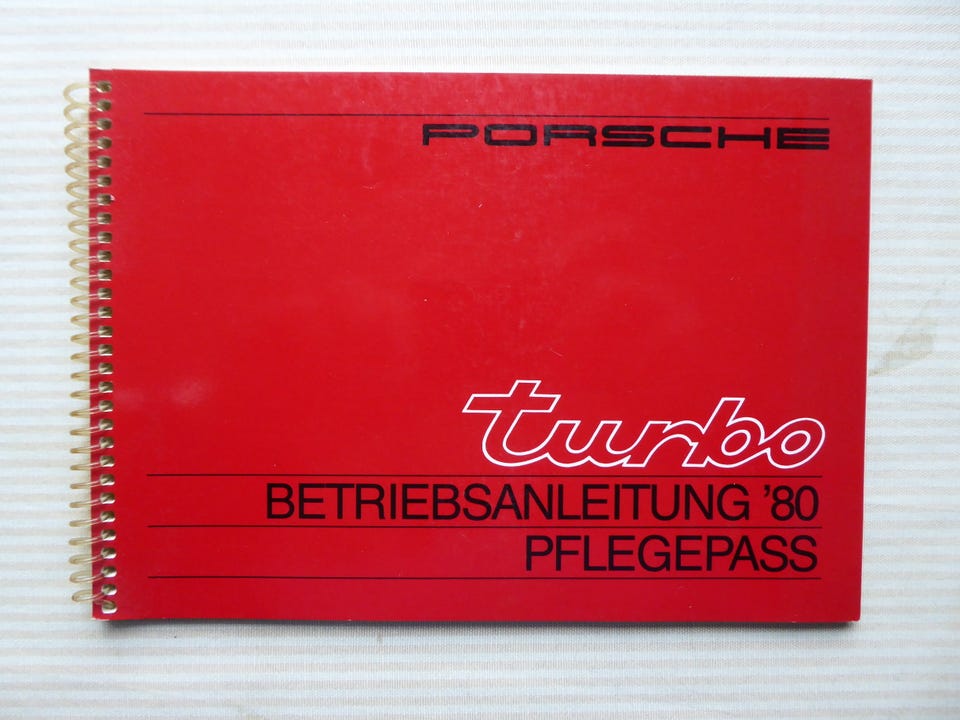 PORSCHE
turbo
BETRIEBSANLEITUNG '80
PFLEGEPASS